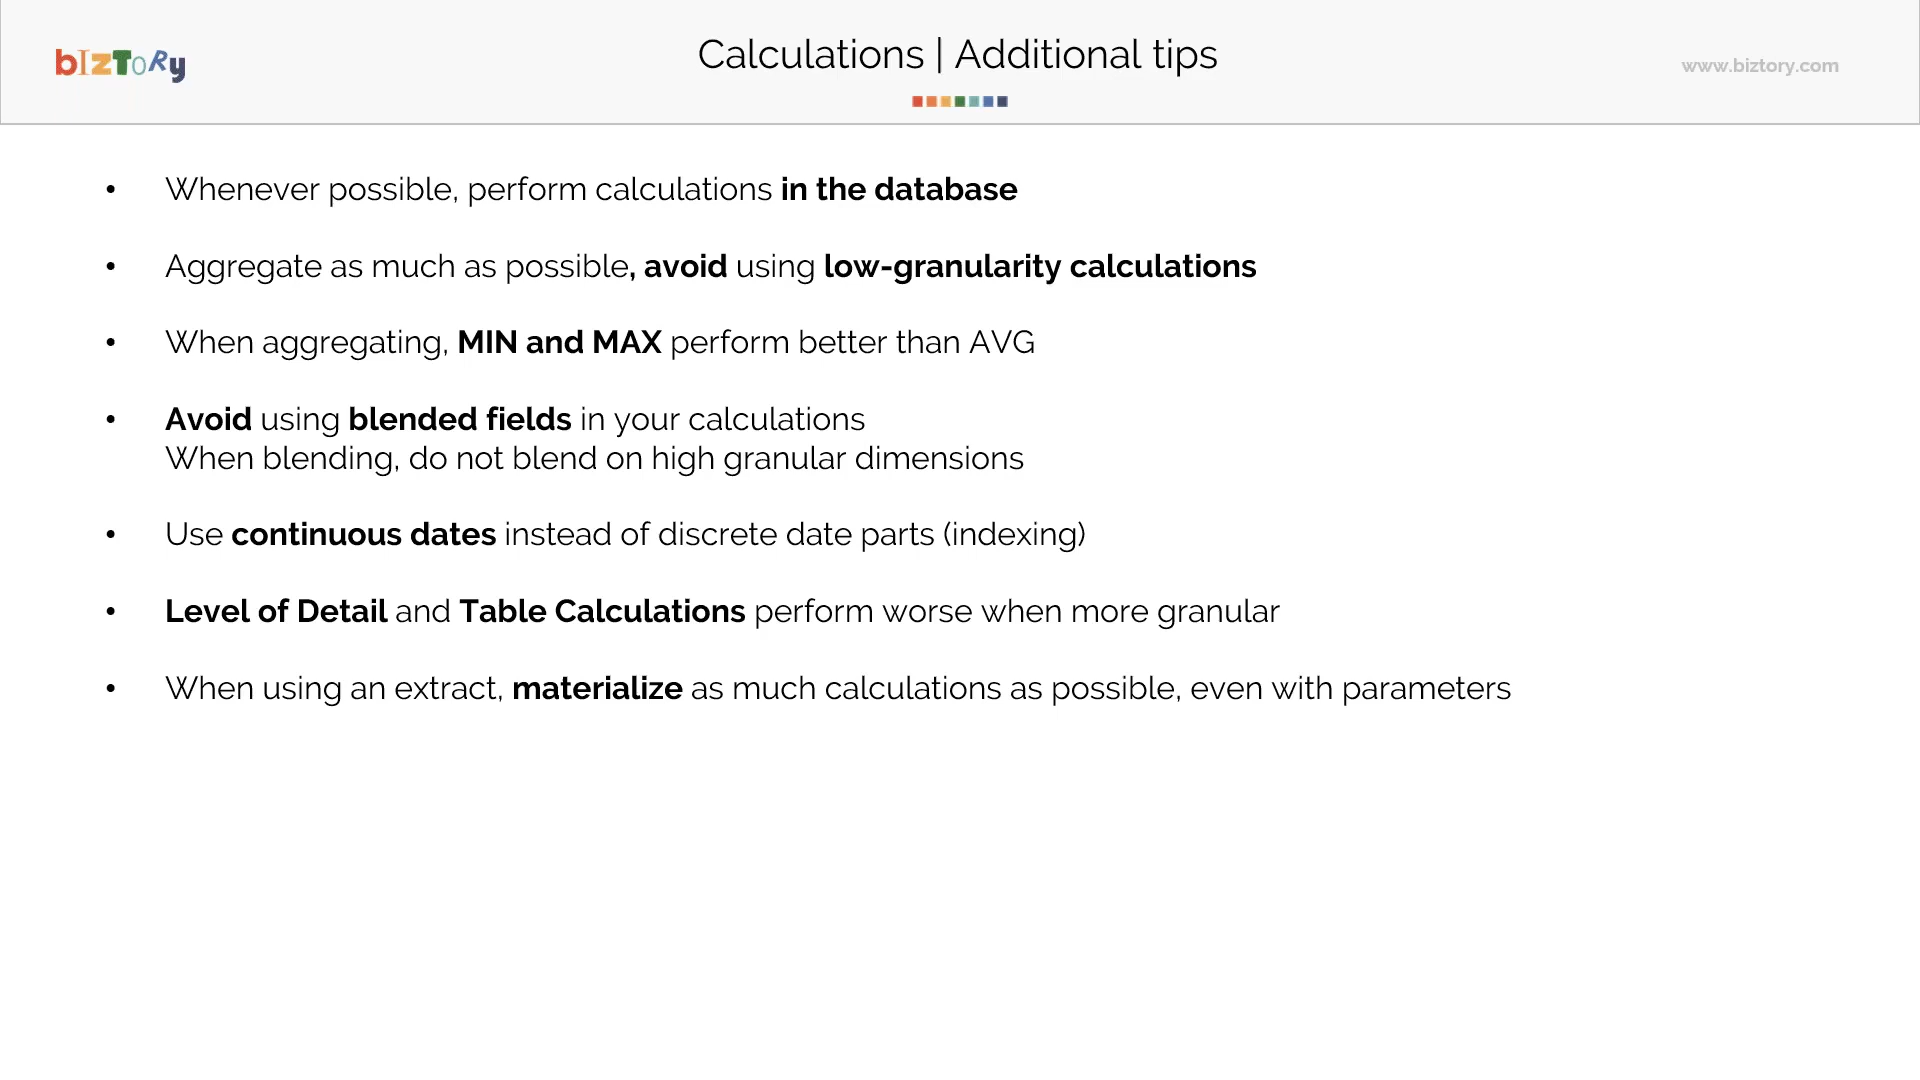 bIzToRy
Calculations | Additional tips
www.biztory.com
• Whenever possible, perform calculations in the database
• Aggregate as much as possible, avoid using low-granularity calculations
• When aggregating, MIN and MAX perform better than AVG
• Avoid using blended fields in your calculations
When blending, do not blend on high granular dimensions
• Use continuous dates instead of discrete date parts (indexing)
• Level of Detail and Table Calculations perform worse when more granular
• When using an extract, materialize as much calculations as possible, even with parameters